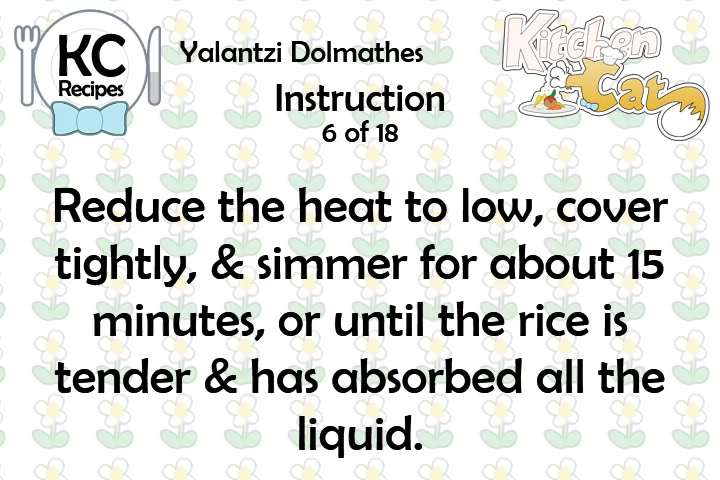 KC
Recipes
Yalantzi Dolmathes
Kitchen
Cat
Instruction
6 of 18
Reduce the heat to low, cover
tightly, & simmer for about 15
minutes, or until the rice is
tender & has absorbed all the
liquid.